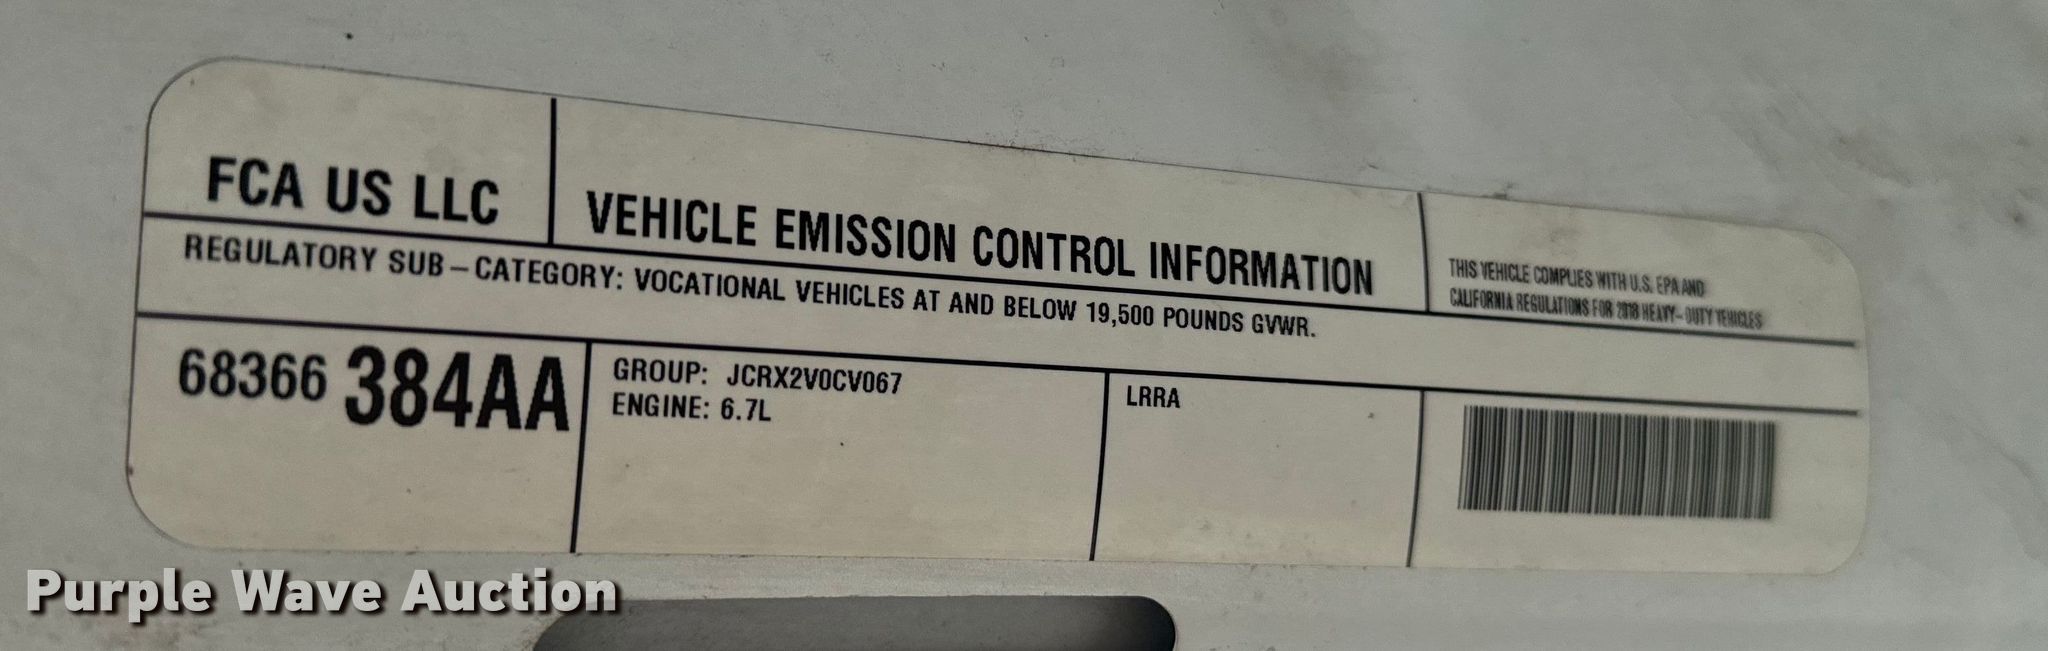 FCA US LLC
VEHICLE EMISSION CONTROL INFORMATION
THIS VEHICLE COMPLIES WITH U.S. EPA AND
CALIFORNIA REGULATIONS FOR 2018 HEAVY-DUTY VEHICLES
REGULATORY SUB-CATEGORY: VOCATIONAL VEHICLES AT AND BELOW 19,500 POUNDS GVWR.
68366 384AA
GROUP: JCRX2V0CV067
ENGINE: 6.7L
LRRA
Purple Wave Auction